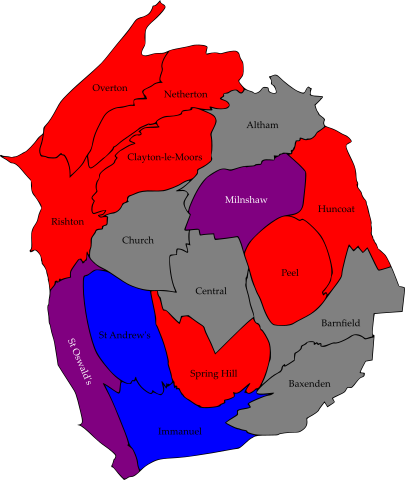 Overton
Netherton
Altham
Clayton-le-Moors
Milnshaw
Huncoat
Rishton
Church
Peel
Central
Barnfield
St Andrew's
St Oswald's
Spring Hill
Baxenden
Immanuel